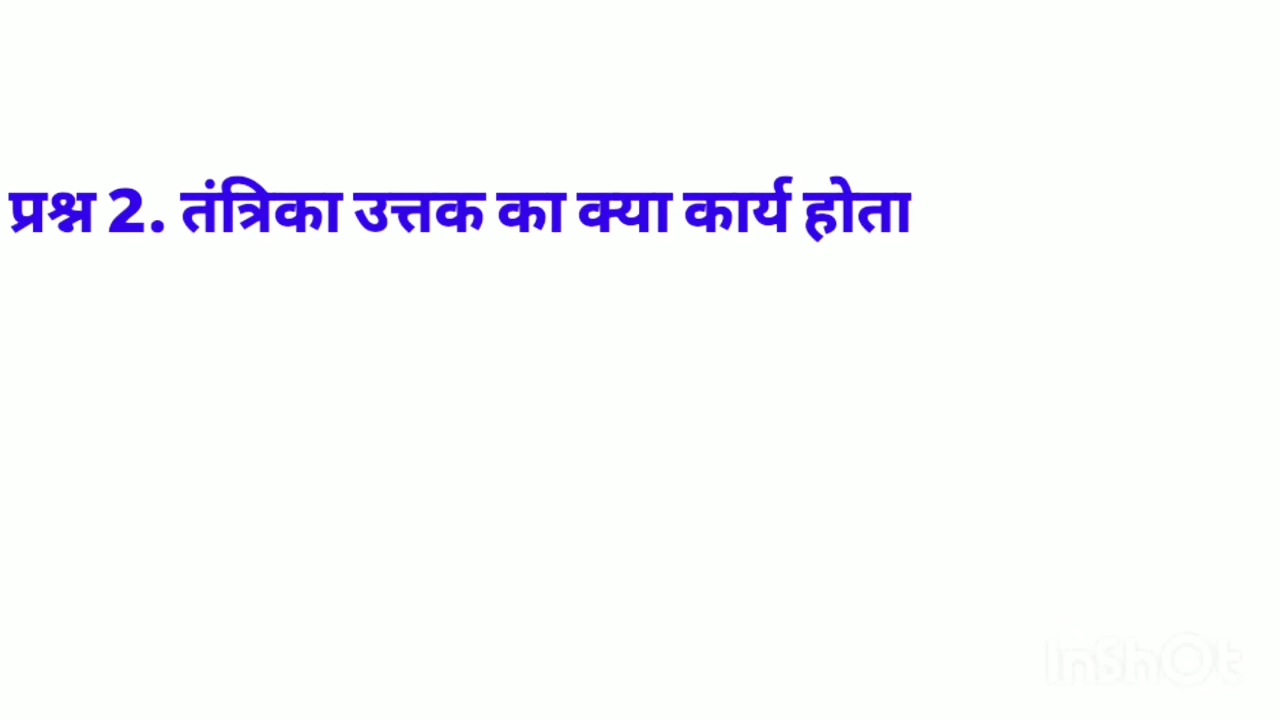 प्रश्न 2. तंत्रिका उत्तक का क्या कार्य होता
InShOt